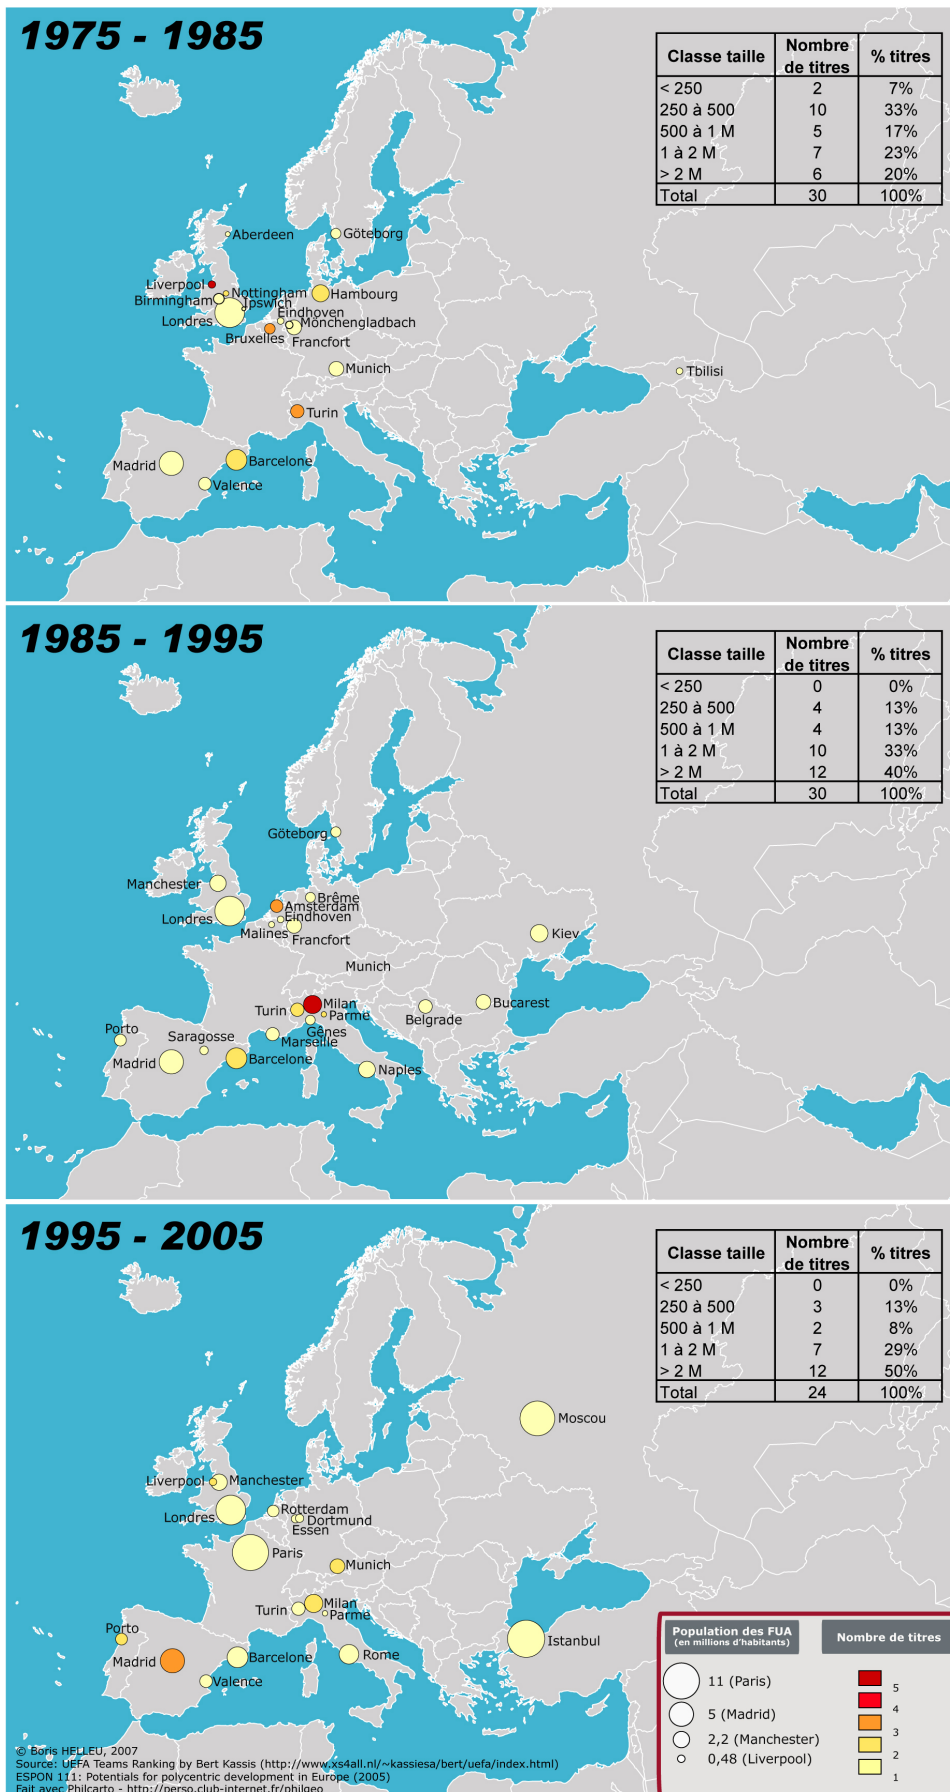 1975 - 1985
Classe taille Nombre de titres % titres
< 250 2 7%
250 à 500 10 33%
500 à 1 M 5 17%
1 à 2 M 7 23%
> 2 M 6 20%
Total 30 100%
Aberdeen
Göteborg
Liverpool
Nottingham
Hambourg
Birmingham
Ipswich
Eindhoven
Londres
Mönchengladbach
Bruxelles
Francfort
Munich
Tbilisi
Turin
Madrid
Barcelone
Valence
1985 - 1995
Classe taille Nombre de titres % titres
< 250 0 0%
250 à 500 4 13%
500 à 1 M 4 13%
1 à 2 M 10 33%
> 2 M 12 40%
Total 30 100%
Göteborg
Manchester
Brême
Amsterdam
Londres
Eindhoven
Malines
Francfort
Kiev
Munich
Milan
Bucarest
Turin
Parme
Belgrade
Porto
Gênes
Saragosse
Marseille
Madrid
Barcelone
Naples
1995 - 2005
Classe taille Nombre de titres % titres
< 250 0 0%
250 à 500 3 13%
500 à 1 M 2 8%
1 à 2 M 7 29%
> 2 M 12 50%
Total 24 100%
Moscou
Liverpool
Manchester
Rotterdam
Londres
Dortmund
Essen
Paris
Munich
Milan
Turin
Parme
Porto
Istanbul
Madrid
Barcelone
Rome
Valence
Population des FUA
(en millions d'habitants)
Nombre de titres
11 (Paris)
5 (Madrid)
2,2 (Manchester)
0,48 (Liverpool)
5
4
3
2
1
© Boris HELLEU, 2007
Source: UEFA Teams Ranking by Bert Kassis (http://www.xs4all.nl/~kassiesa/bert/uefa/index.html)
ESPON 111: Potentials for polycentric development in Europe (2005)
Fait avec Philcarto - http://perso.club-internet.fr/philgeo